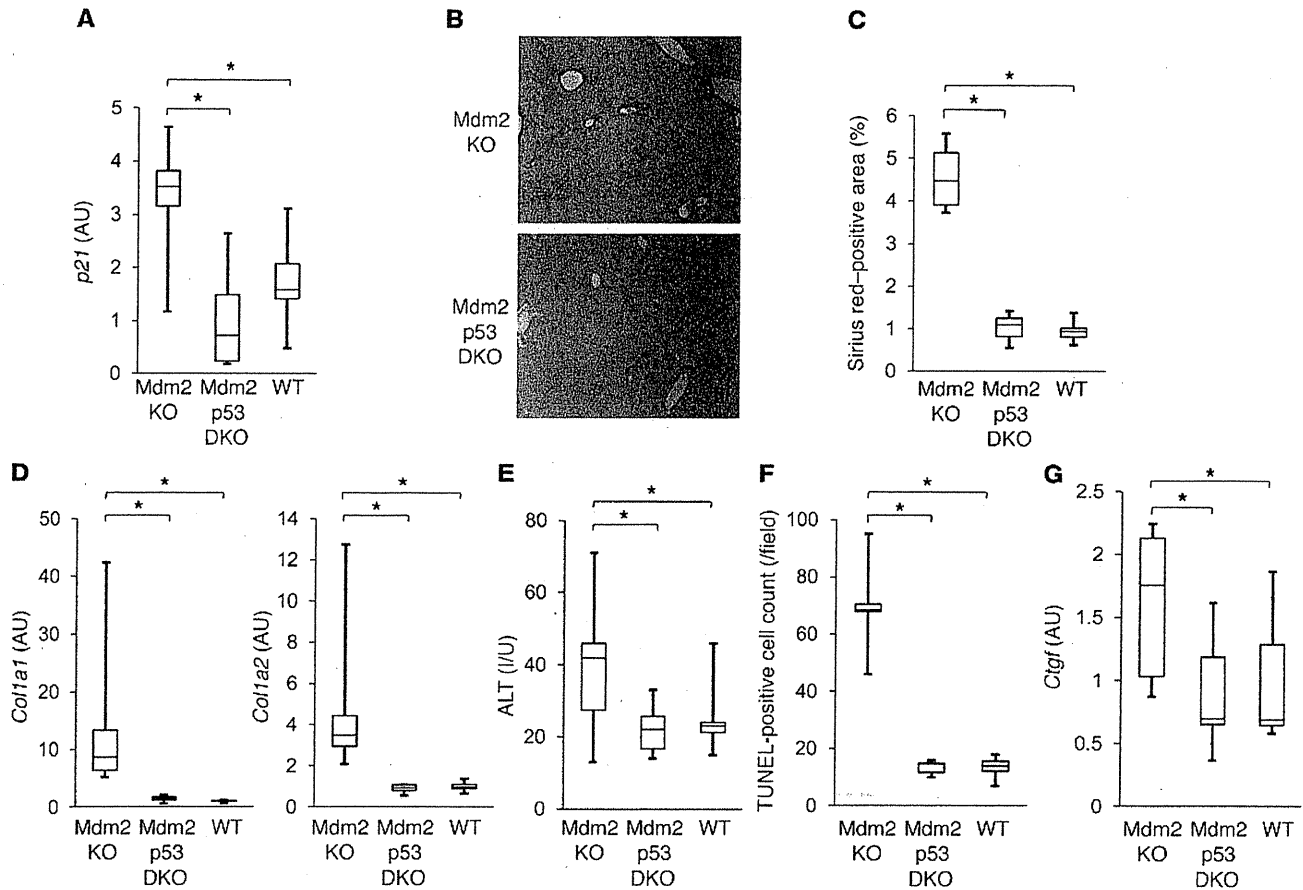 A
B
C
*
*
p21 (AU)
5
4
3
2
1
0
Mdm2 KO
Mdm2 p53 DKO
WT
Mdm2 KO
Mdm2 p53 DKO
*
*
Sirius red–positive area (%)
6
5
4
3
2
1
0
Mdm2 KO
Mdm2 p53 DKO
WT
D
*
*
Col1a1 (AU)
50
40
30
20
10
0
Mdm2 KO
Mdm2 p53 DKO
WT
*
*
Col1a2 (AU)
14
12
10
8
6
4
2
0
Mdm2 KO
Mdm2 p53 DKO
WT
E
*
*
ALT (I/U)
80
60
40
20
0
Mdm2 KO
Mdm2 p53 DKO
WT
F
*
*
TUNEL-positive cell count (/field)
100
80
60
40
20
0
Mdm2 KO
Mdm2 p53 DKO
WT
G
*
*
Ctgf (AU)
2.5
2
1.5
1
0.5
0
Mdm2 KO
Mdm2 p53 DKO
WT